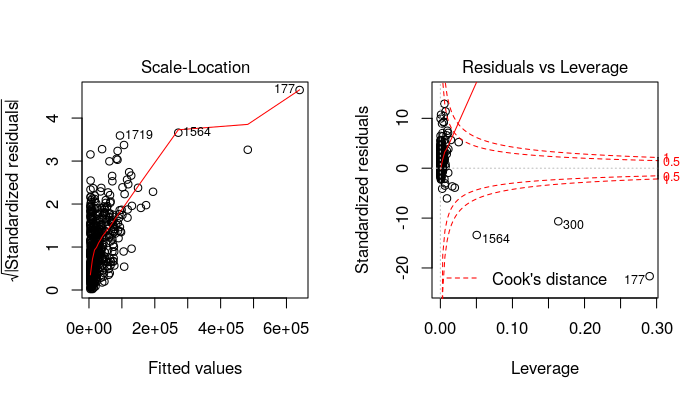 Scale-Location
√|Standardized residuals|
4
3
2
1
0
177
1719
1564
0e+00 2e+05 4e+05 6e+05
Fitted values
Residuals vs Leverage
Standardized residuals
10
0
-10
-20
1
0.5
0.5
1
1564
300
177
Cook's distance
0.00 0.10 0.20 0.30
Leverage